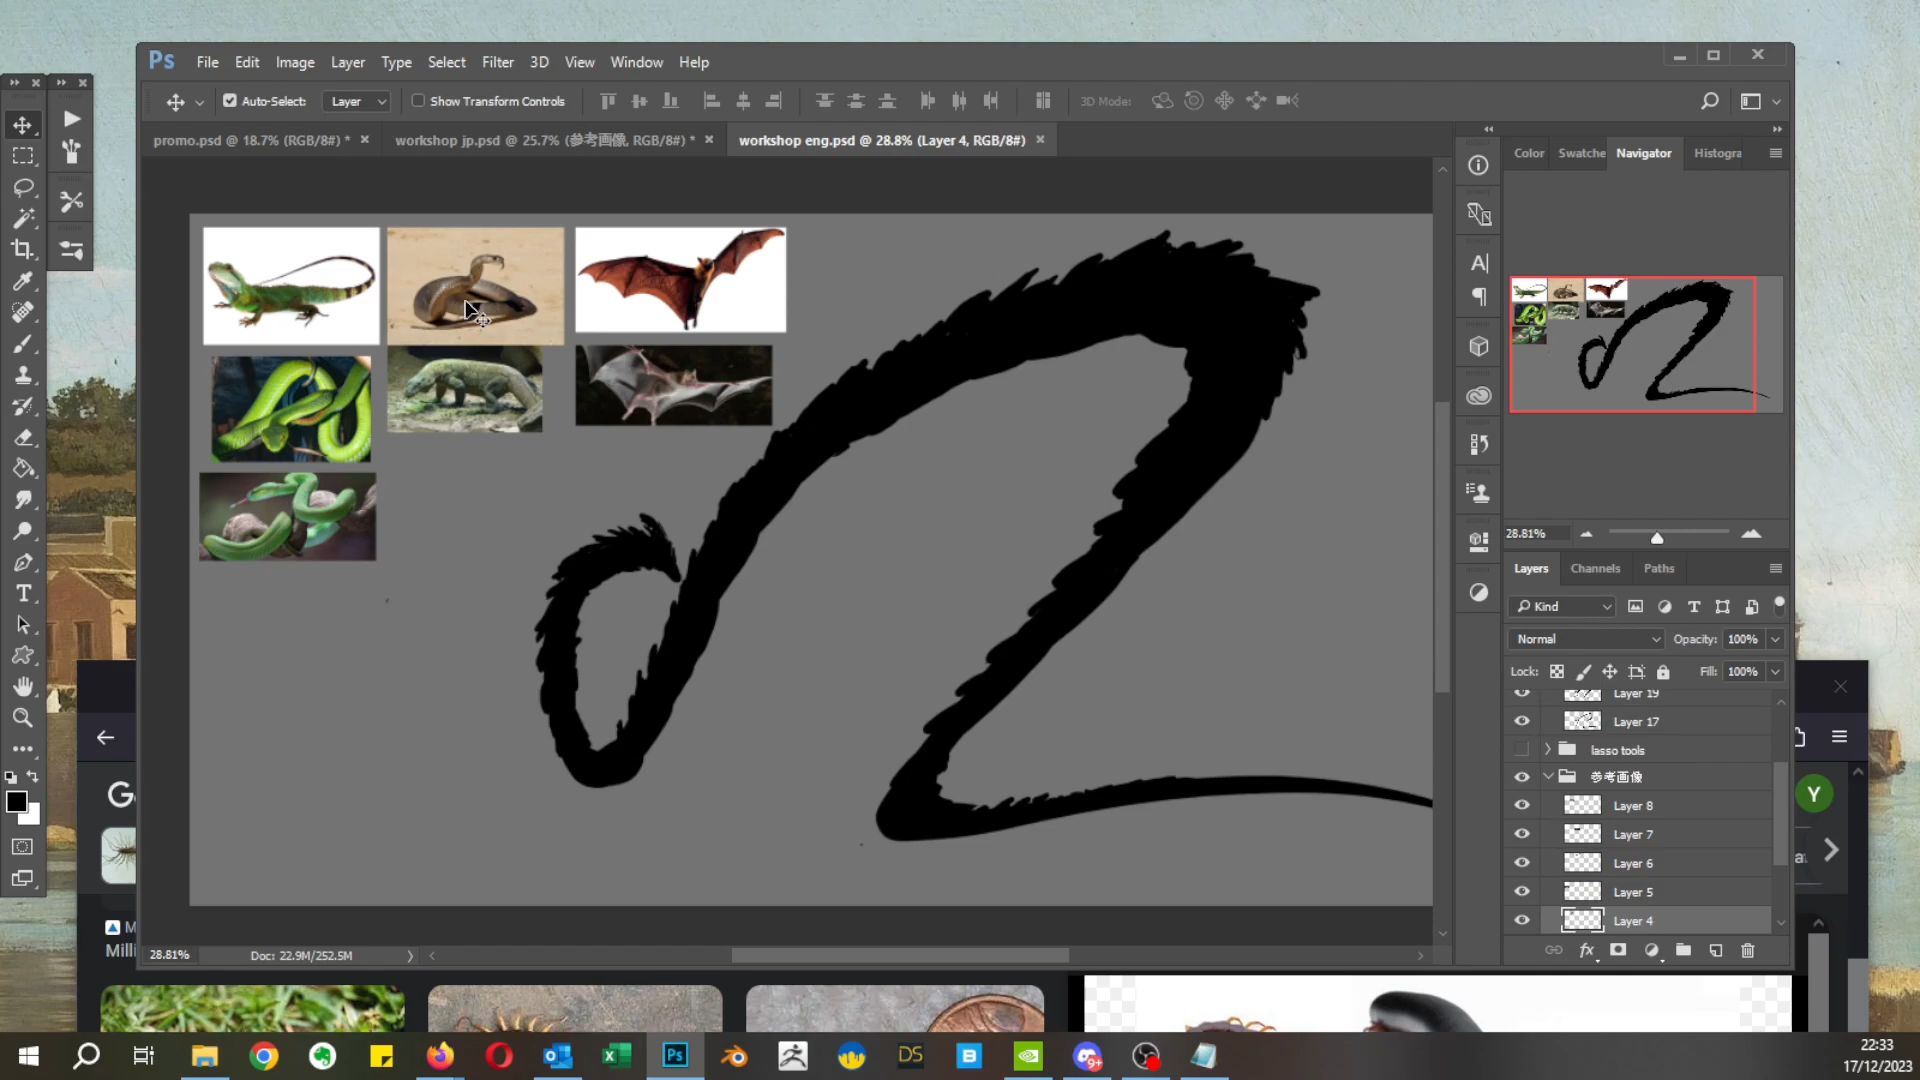 Ps File Edit Image Layer Type Select Filter 3D View Window Help
Auto-Select: Layer Show Transform Controls 3D Mode:
promo.psd @ 18.7% (RGB/8#) * workshop jp.psd @ 25.7% (参考画像, RGB/8#) * workshop eng.psd @ 28.8% (Layer 4, RGB/8#)
Color Swatche Navigator Histogra
28.81%
Layers Channels Paths
Kind
Normal Opacity: 100%
Lock: Fill: 100%
Layer 19
Layer 17
lasso tools
参考画像
Layer 8
Layer 7
Layer 6
Layer 5
Layer 4
28.81% Doc: 22.9M/252.5M
Y
M
Milli
Ps DS B 9+
22:33
17/12/2023